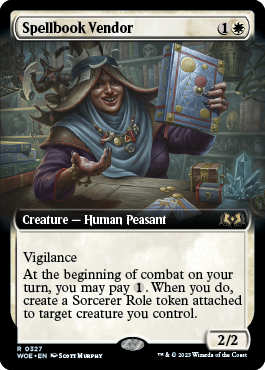 Spellbook Vendor 1
Creature — Human Peasant
Vigilance
At the beginning of combat on your
turn, you may pay 1. When you do,
create a Sorcerer Role token attached
to target creature you control.
2/2
R 0327
WOE • EN Scott Murphy
™ & © 2023 Wizards of the Coast